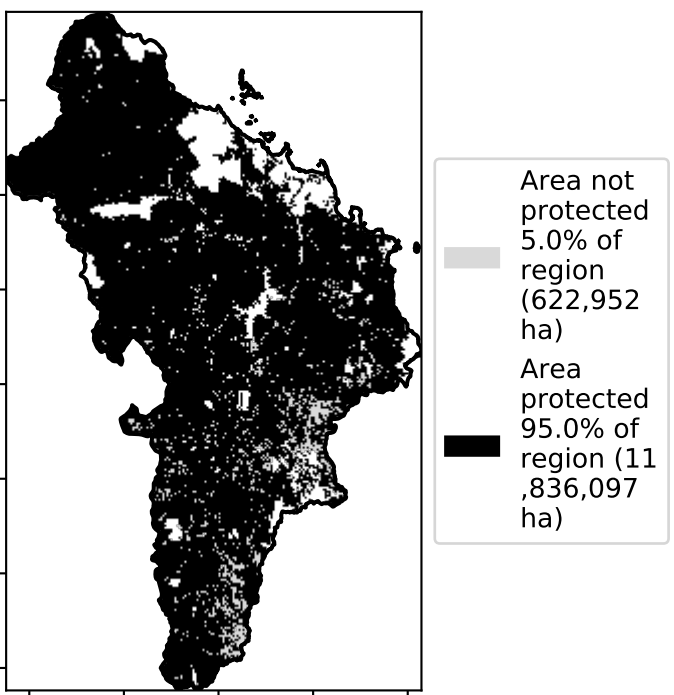 Area not
protected
5.0% of
region
(622,952
ha)
Area
protected
95.0% of
region (11
,836,097
ha)